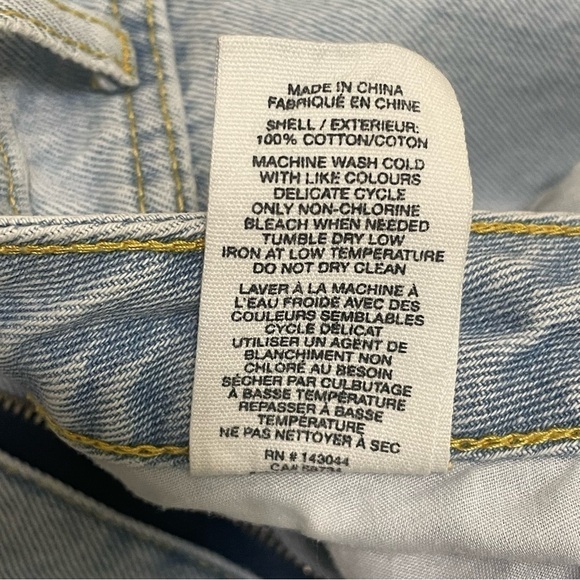 MADE IN CHINA
FABRIQUÉ EN CHINE
SHELL / EXTERIEUR:
100% COTTON/COTON
MACHINE WASH COLD
WITH LIKE COLOURS
DELICATE CYCLE
ONLY NON-CHLORINE
BLEACH WHEN NEEDED
TUMBLE DRY LOW
IRON AT LOW TEMPERATURE
DO NOT DRY CLEAN
LAVER À LA MACHINE À
L'EAU FROIDE AVEC DES
COULEURS SEMBLABLES
CYCLE DÉLICAT
UTILISER UN AGENT DE
BLANCHIMENT NON
CHLORÉ AU BESOIN
SÉCHER PAR CULBUTAGE
À BASSE TEMPÉRATURE
REPASSER À BASSE
TEMPÉRATURE
NE PAS NETTOYER À SEC
RN # 143044
CA#